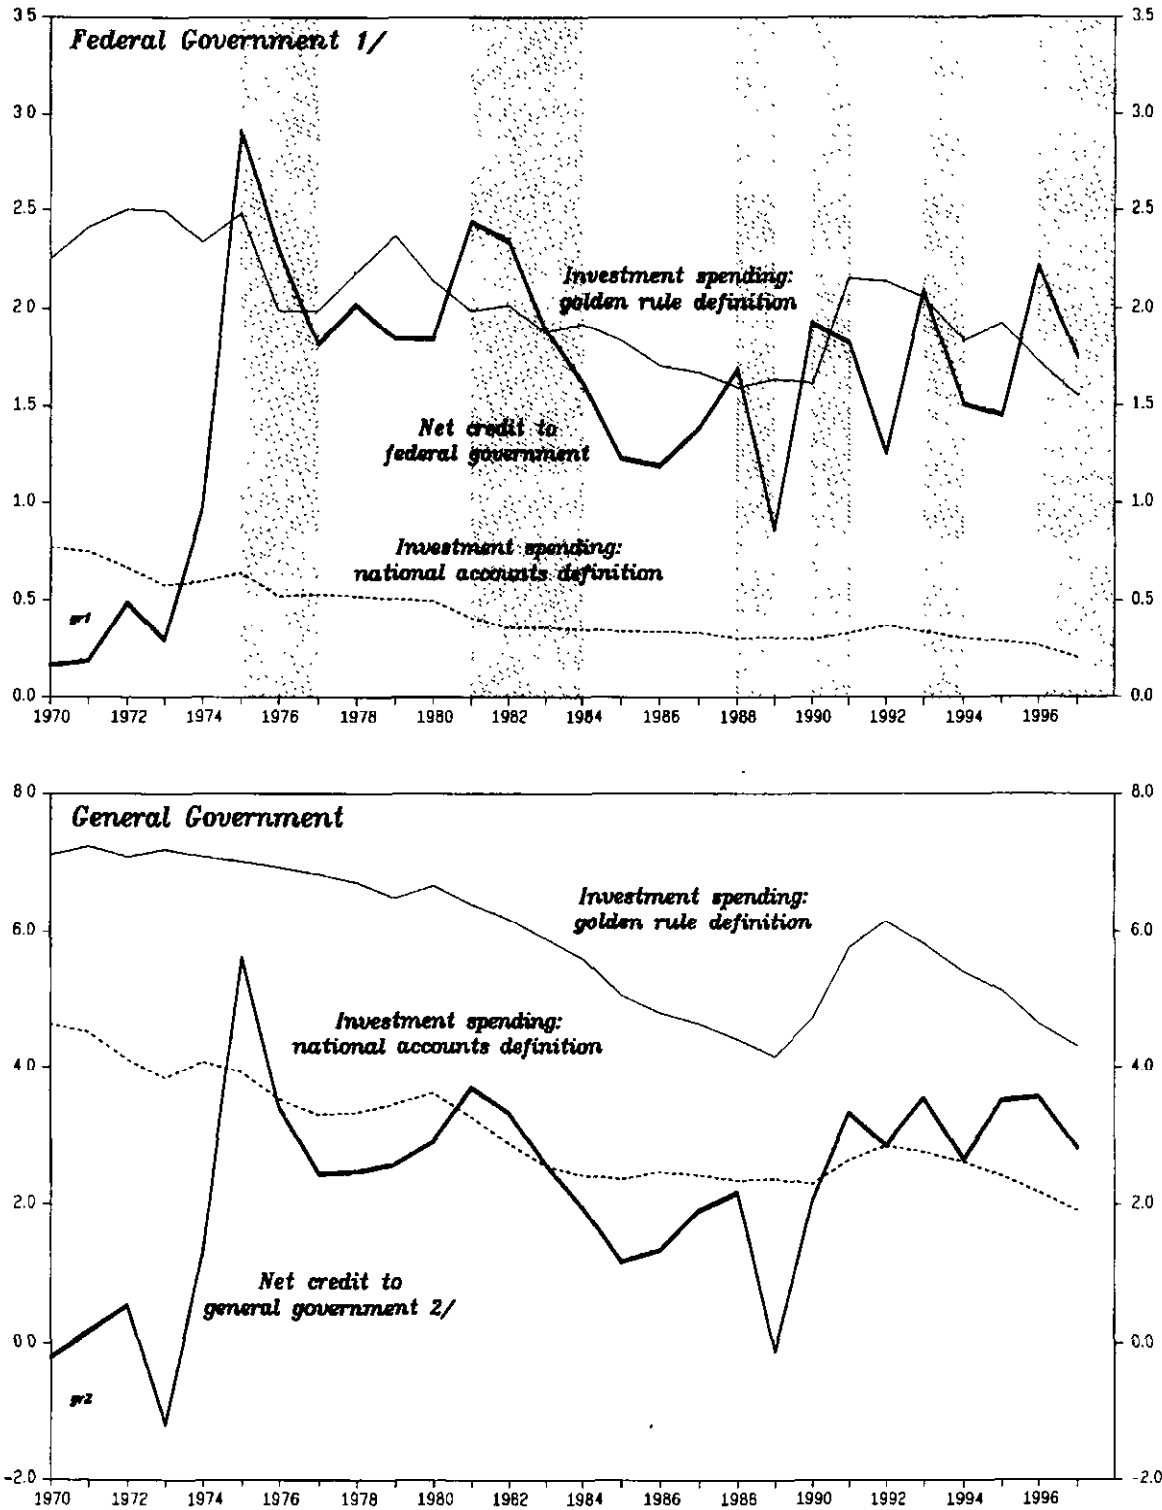 3.5 3.5
Federal Government 1/
3.0 3.0
2.5 2.5
Investment spending:
golden rule definition
2.0 2.0
1.5 1.5
Net credit to
federal government
1.0 1.0
Investment spending:
national accounts definition
0.5 0.5
gr1
0.0 0.0
1970 1972 1974 1976 1978 1980 1982 1984 1986 1988 1990 1992 1994 1996
8.0 8.0
General Government
Investment spending:
golden rule definition
6.0 6.0
Investment spending:
national accounts definition
4.0 4.0
2.0 2.0
Net credit to
general government 2/
0.0 0.0
gr2
-2.0 -2.0
1970 1972 1974 1976 1978 1980 1982 1984 1986 1988 1990 1992 1994 1996